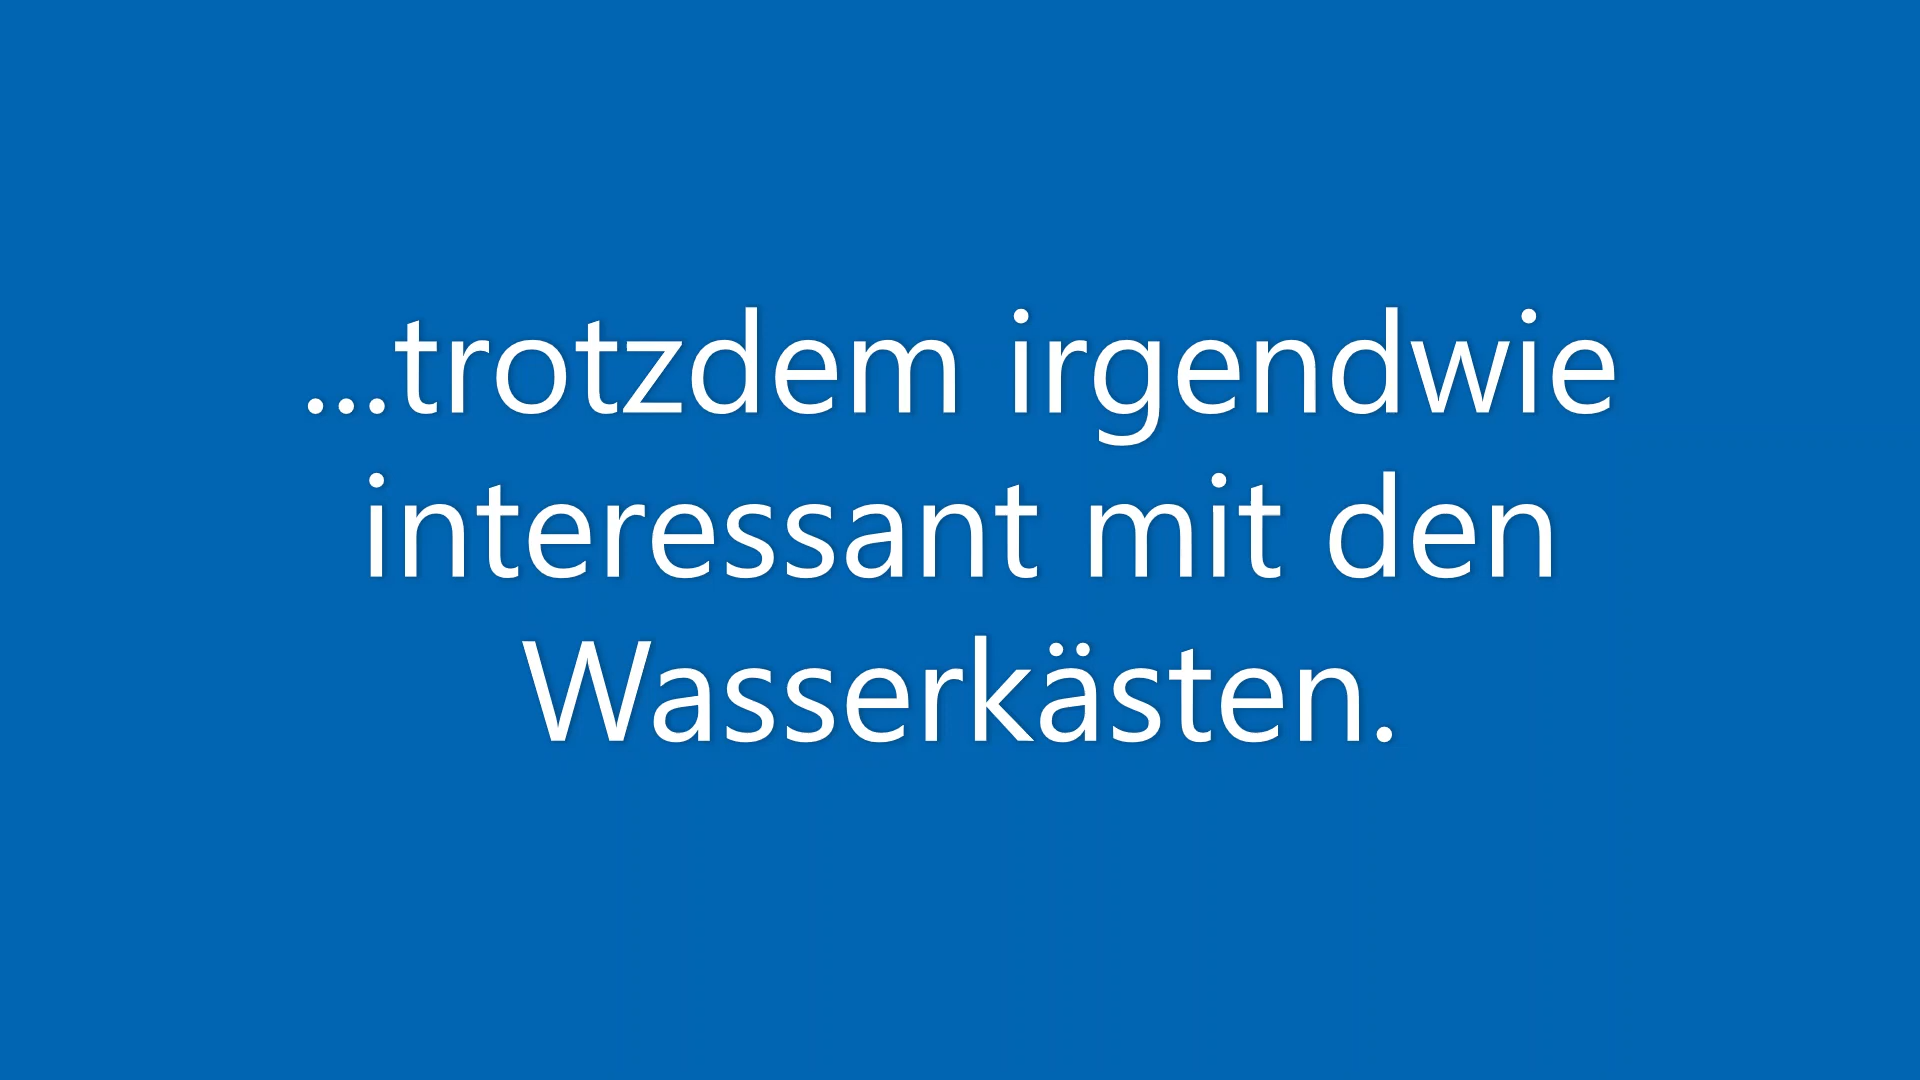 ...trotzdem irgendwie
interessant mit den
Wasserkästen.